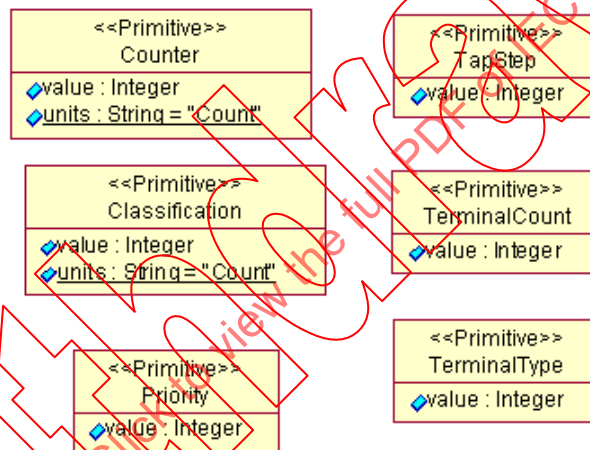 <<Primitive>>
Counter
value : Integer
units : String = "Count"
<<Primitive>>
TapStep
value : Integer
<<Primitive>>
Classification
value : Integer
units : String = "Count"
<<Primitive>>
TerminalCount
value : Integer
<<Primitive>>
Priority
value : Integer
<<Primitive>>
TerminalType
value : Integer
Click to view the full PDF of IEC